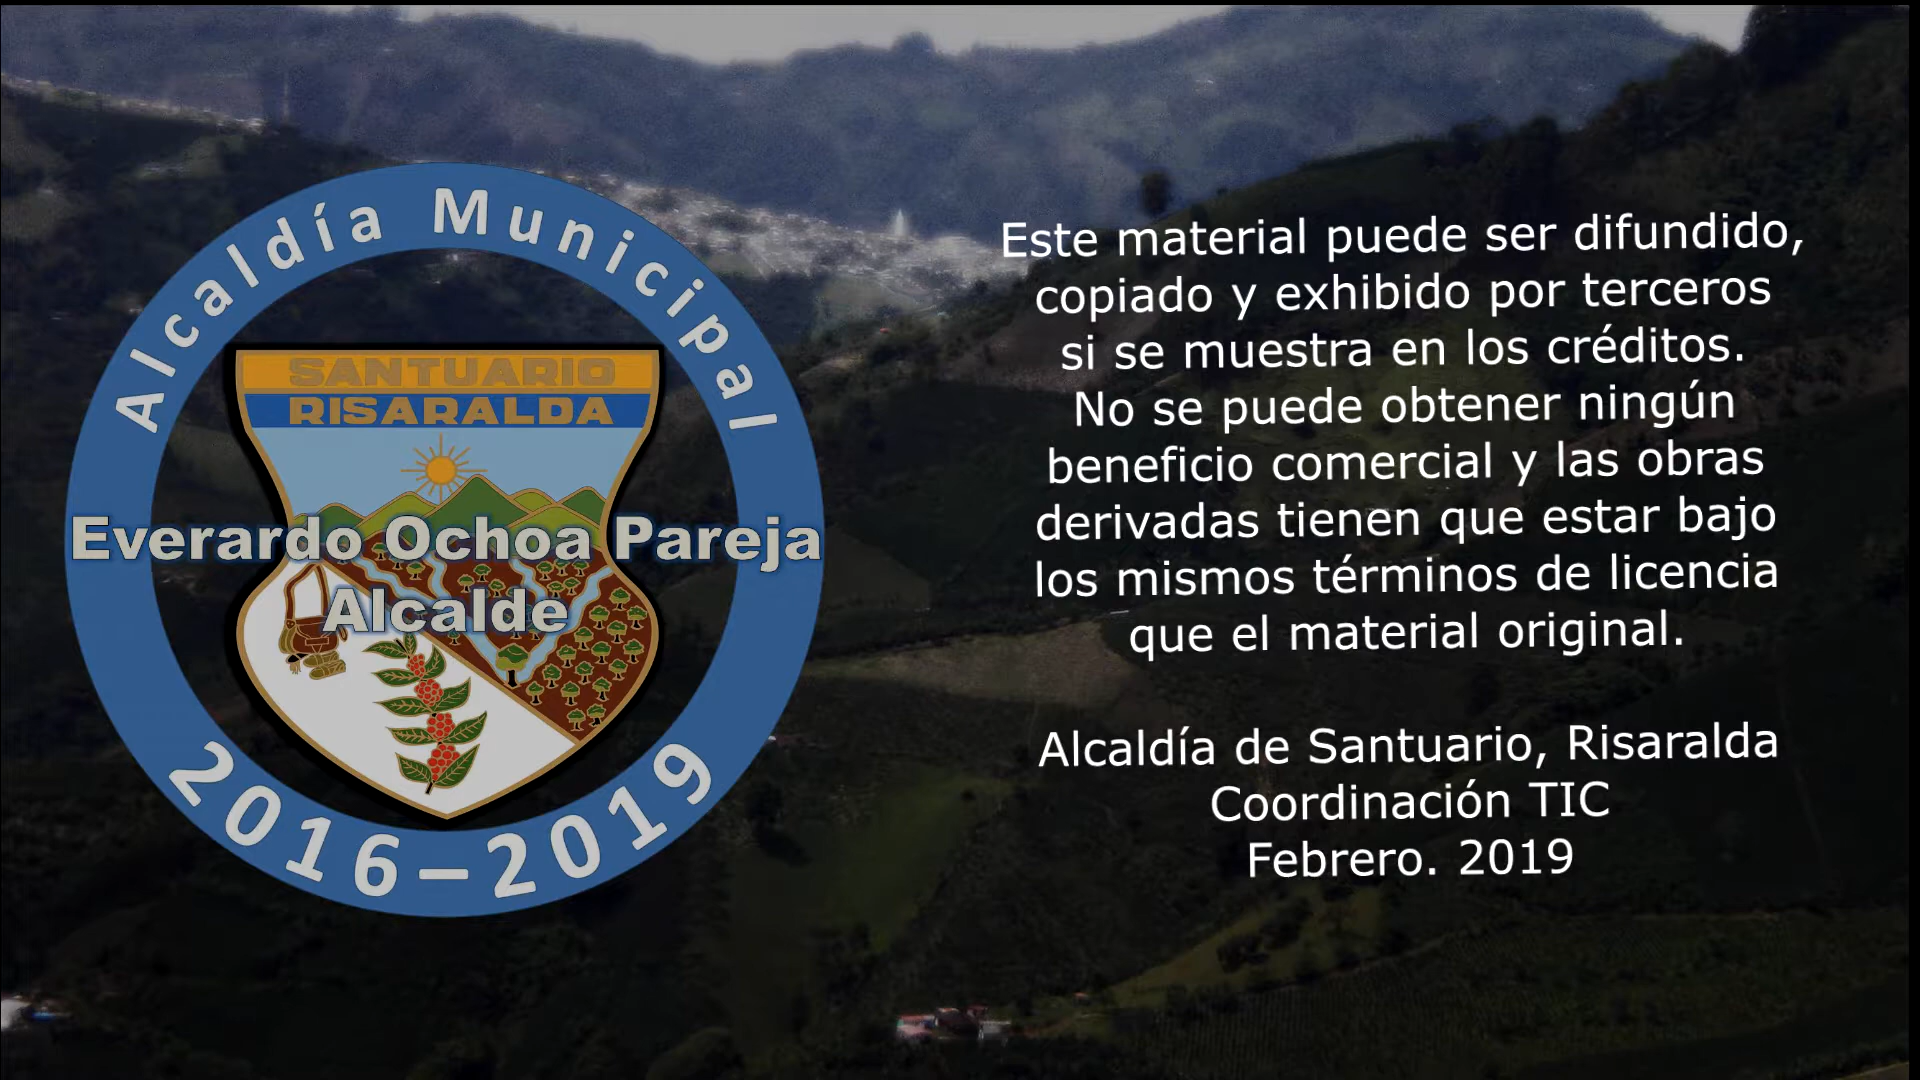 Alcaldía Municipal
SANTUARIO
RISARALDA
Everardo Ochoa Pareja
Alcalde
2016–2019
Este material puede ser difundido,
copiado y exhibido por terceros
si se muestra en los créditos.
No se puede obtener ningún
beneficio comercial y las obras
derivadas tienen que estar bajo
los mismos términos de licencia
que el material original.
Alcaldía de Santuario, Risaralda
Coordinación TIC
Febrero. 2019